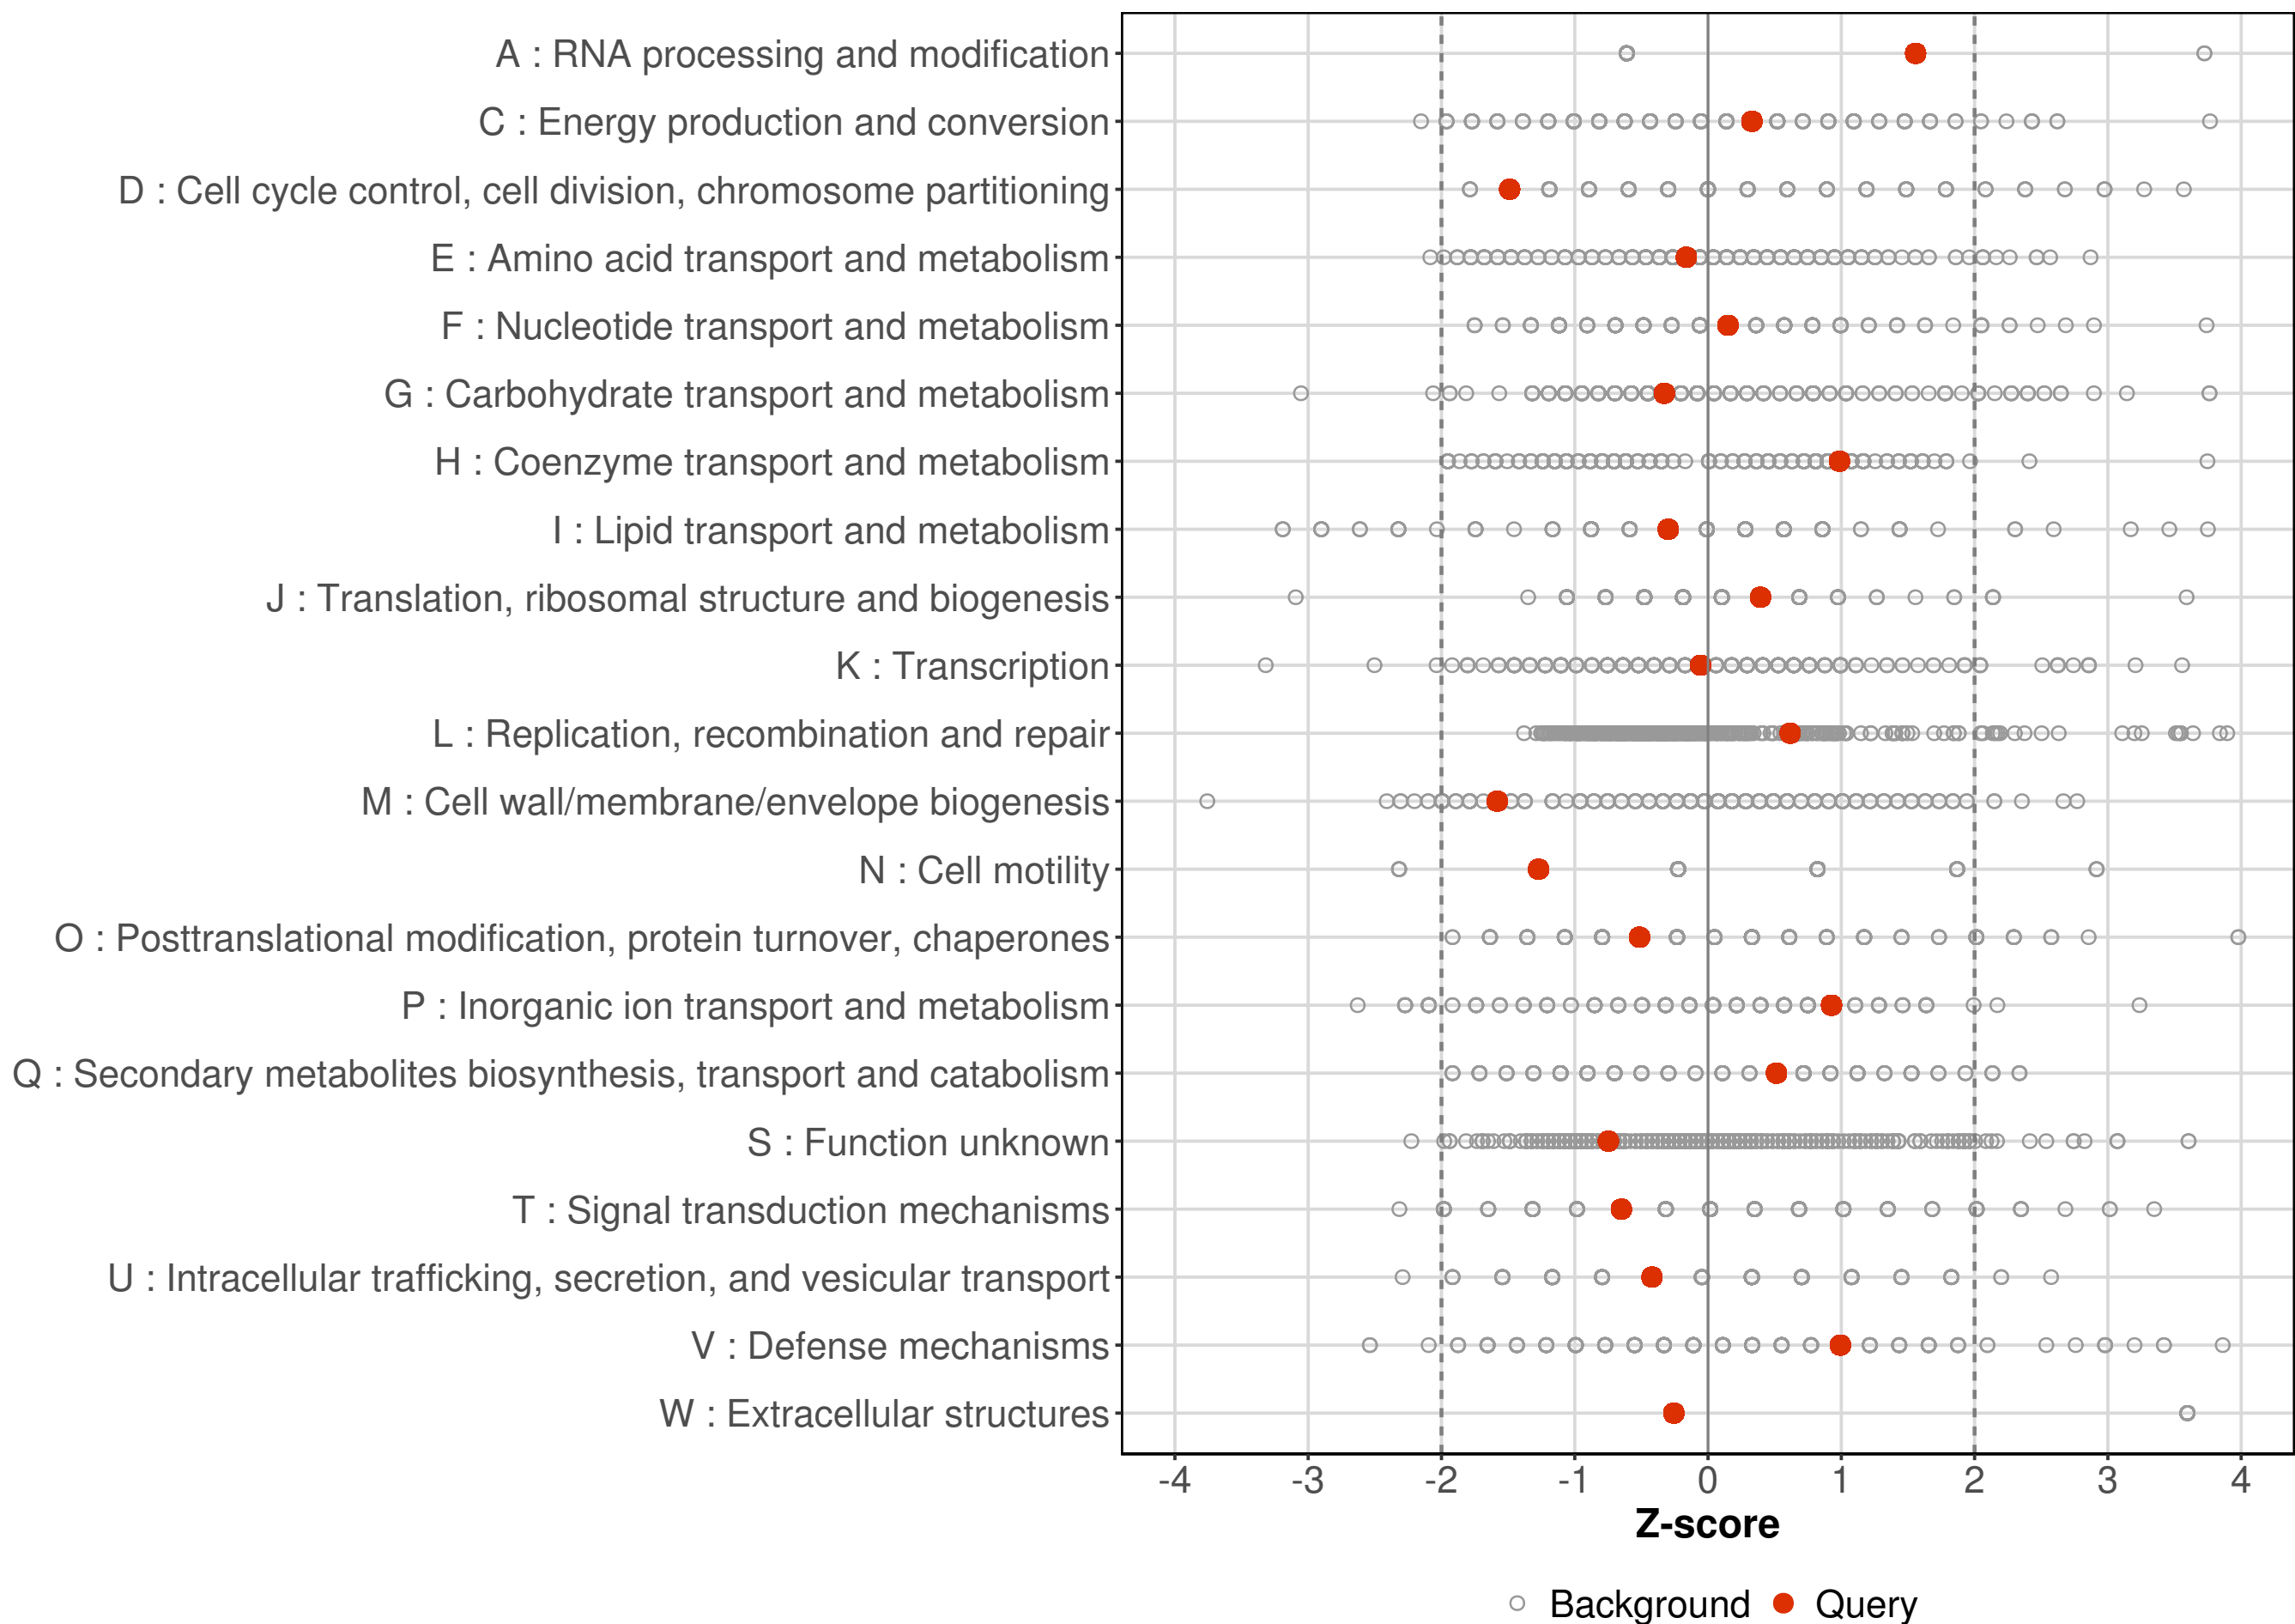 A : RNA processing and modification
C : Energy production and conversion
D : Cell cycle control, cell division, chromosome partitioning
E : Amino acid transport and metabolism
F : Nucleotide transport and metabolism
G : Carbohydrate transport and metabolism
H : Coenzyme transport and metabolism
I : Lipid transport and metabolism
J : Translation, ribosomal structure and biogenesis
K : Transcription
L : Replication, recombination and repair
M : Cell wall/membrane/envelope biogenesis
N : Cell motility
O : Posttranslational modification, protein turnover, chaperones
P : Inorganic ion transport and metabolism
Q : Secondary metabolites biosynthesis, transport and catabolism
S : Function unknown
T : Signal transduction mechanisms
U : Intracellular trafficking, secretion, and vesicular transport
V : Defense mechanisms
W : Extracellular structures
-4 -3 -2 -1 0 1 2 3 4
Z-score
Background Query